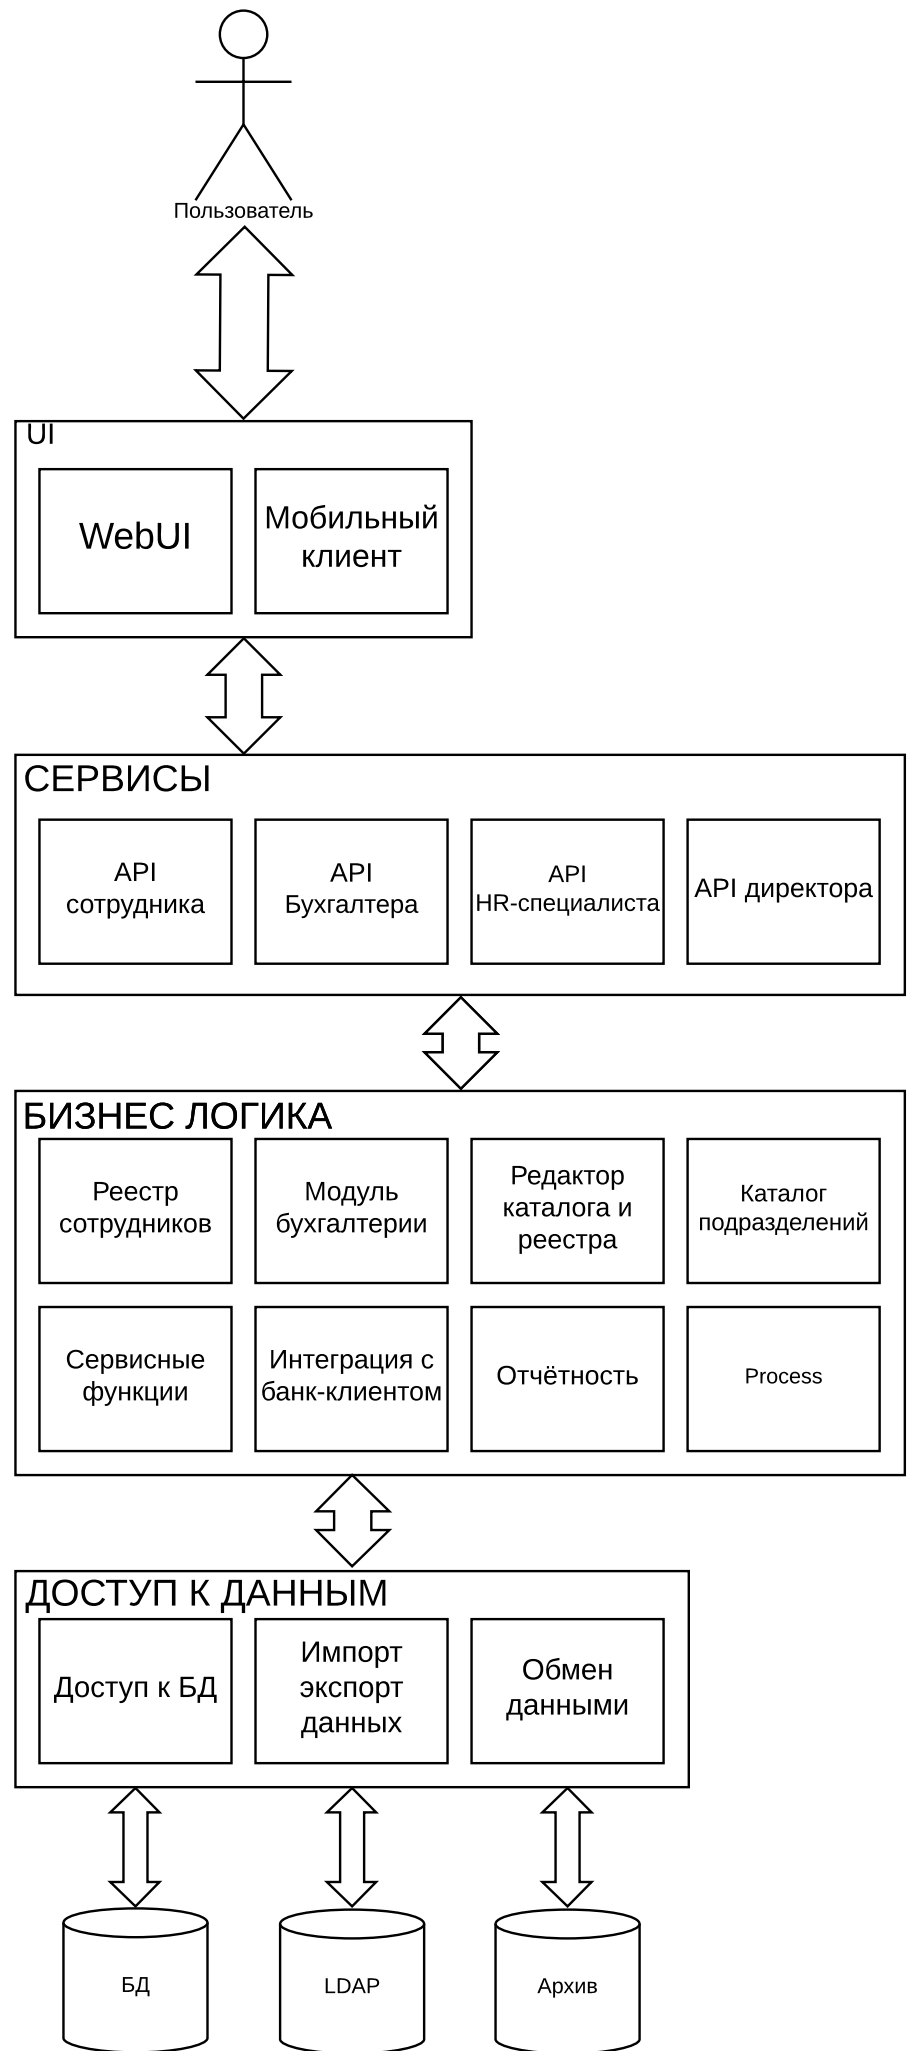 Пользователь
UI
WebUI
Мобильный
клиент
СЕРВИСЫ
API
сотрудника
API
Бухгалтера
API
HR-специалиста
API директора
БИЗНЕС ЛОГИКА
Реестр
сотрудников
Модуль
бухгалтерии
Редактор
каталога и
реестра
Каталог
подразделений
Сервисные
функции
Интеграция с
банк-клиентом
Отчётность
Process
ДОСТУП К ДАННЫМ
Доступ к БД
Импорт
экспорт
данных
Обмен
данными
БД
LDAP
Архив